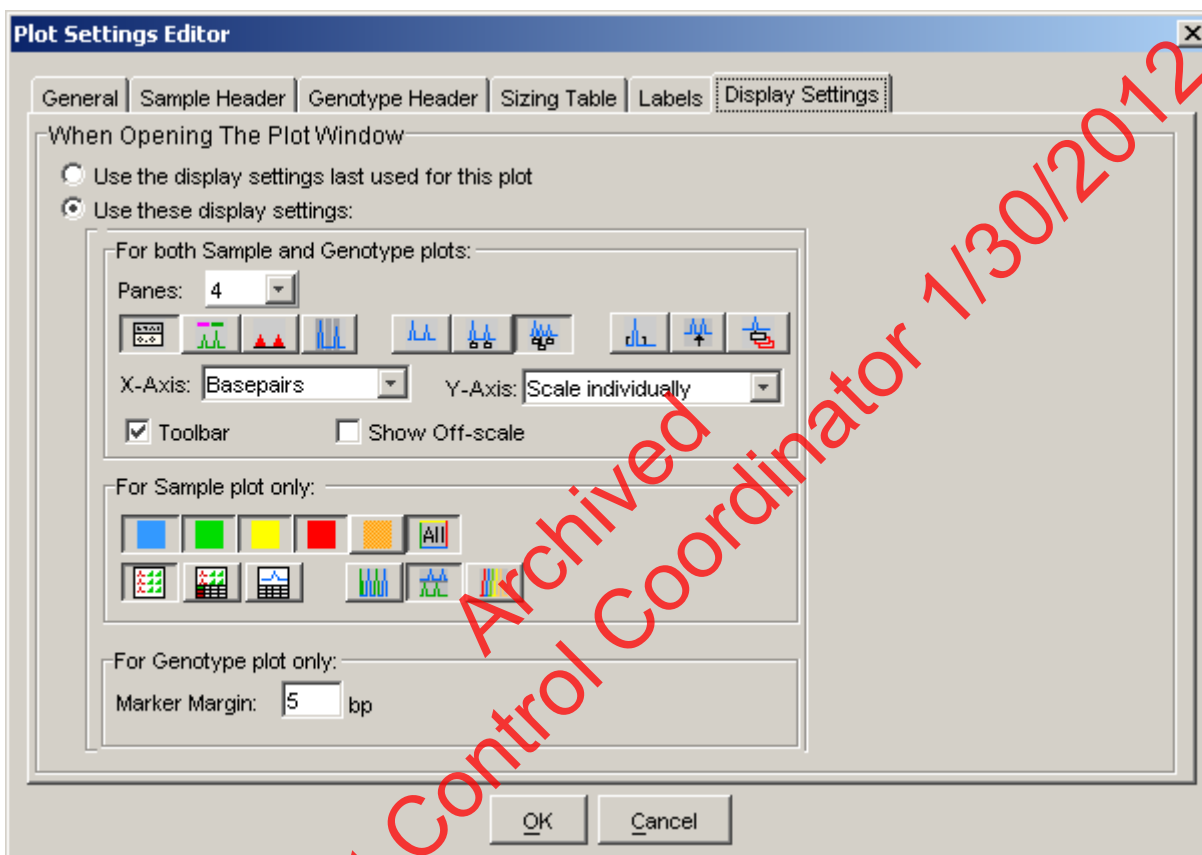 Plot Settings Editor
General
Sample Header
Genotype Header
Sizing Table
Labels
Display Settings
When Opening The Plot Window
Use the display settings last used for this plot
Use these display settings:
For both Sample and Genotype plots:
Panes: 4
X-Axis: Basepairs
Y-Axis: Scale individually
Toolbar
Show Off-scale
For Sample plot only:
All
For Genotype plot only:
Marker Margin: 5 bp
OK
Cancel
Archived
Control Coordinator 1/30/2012